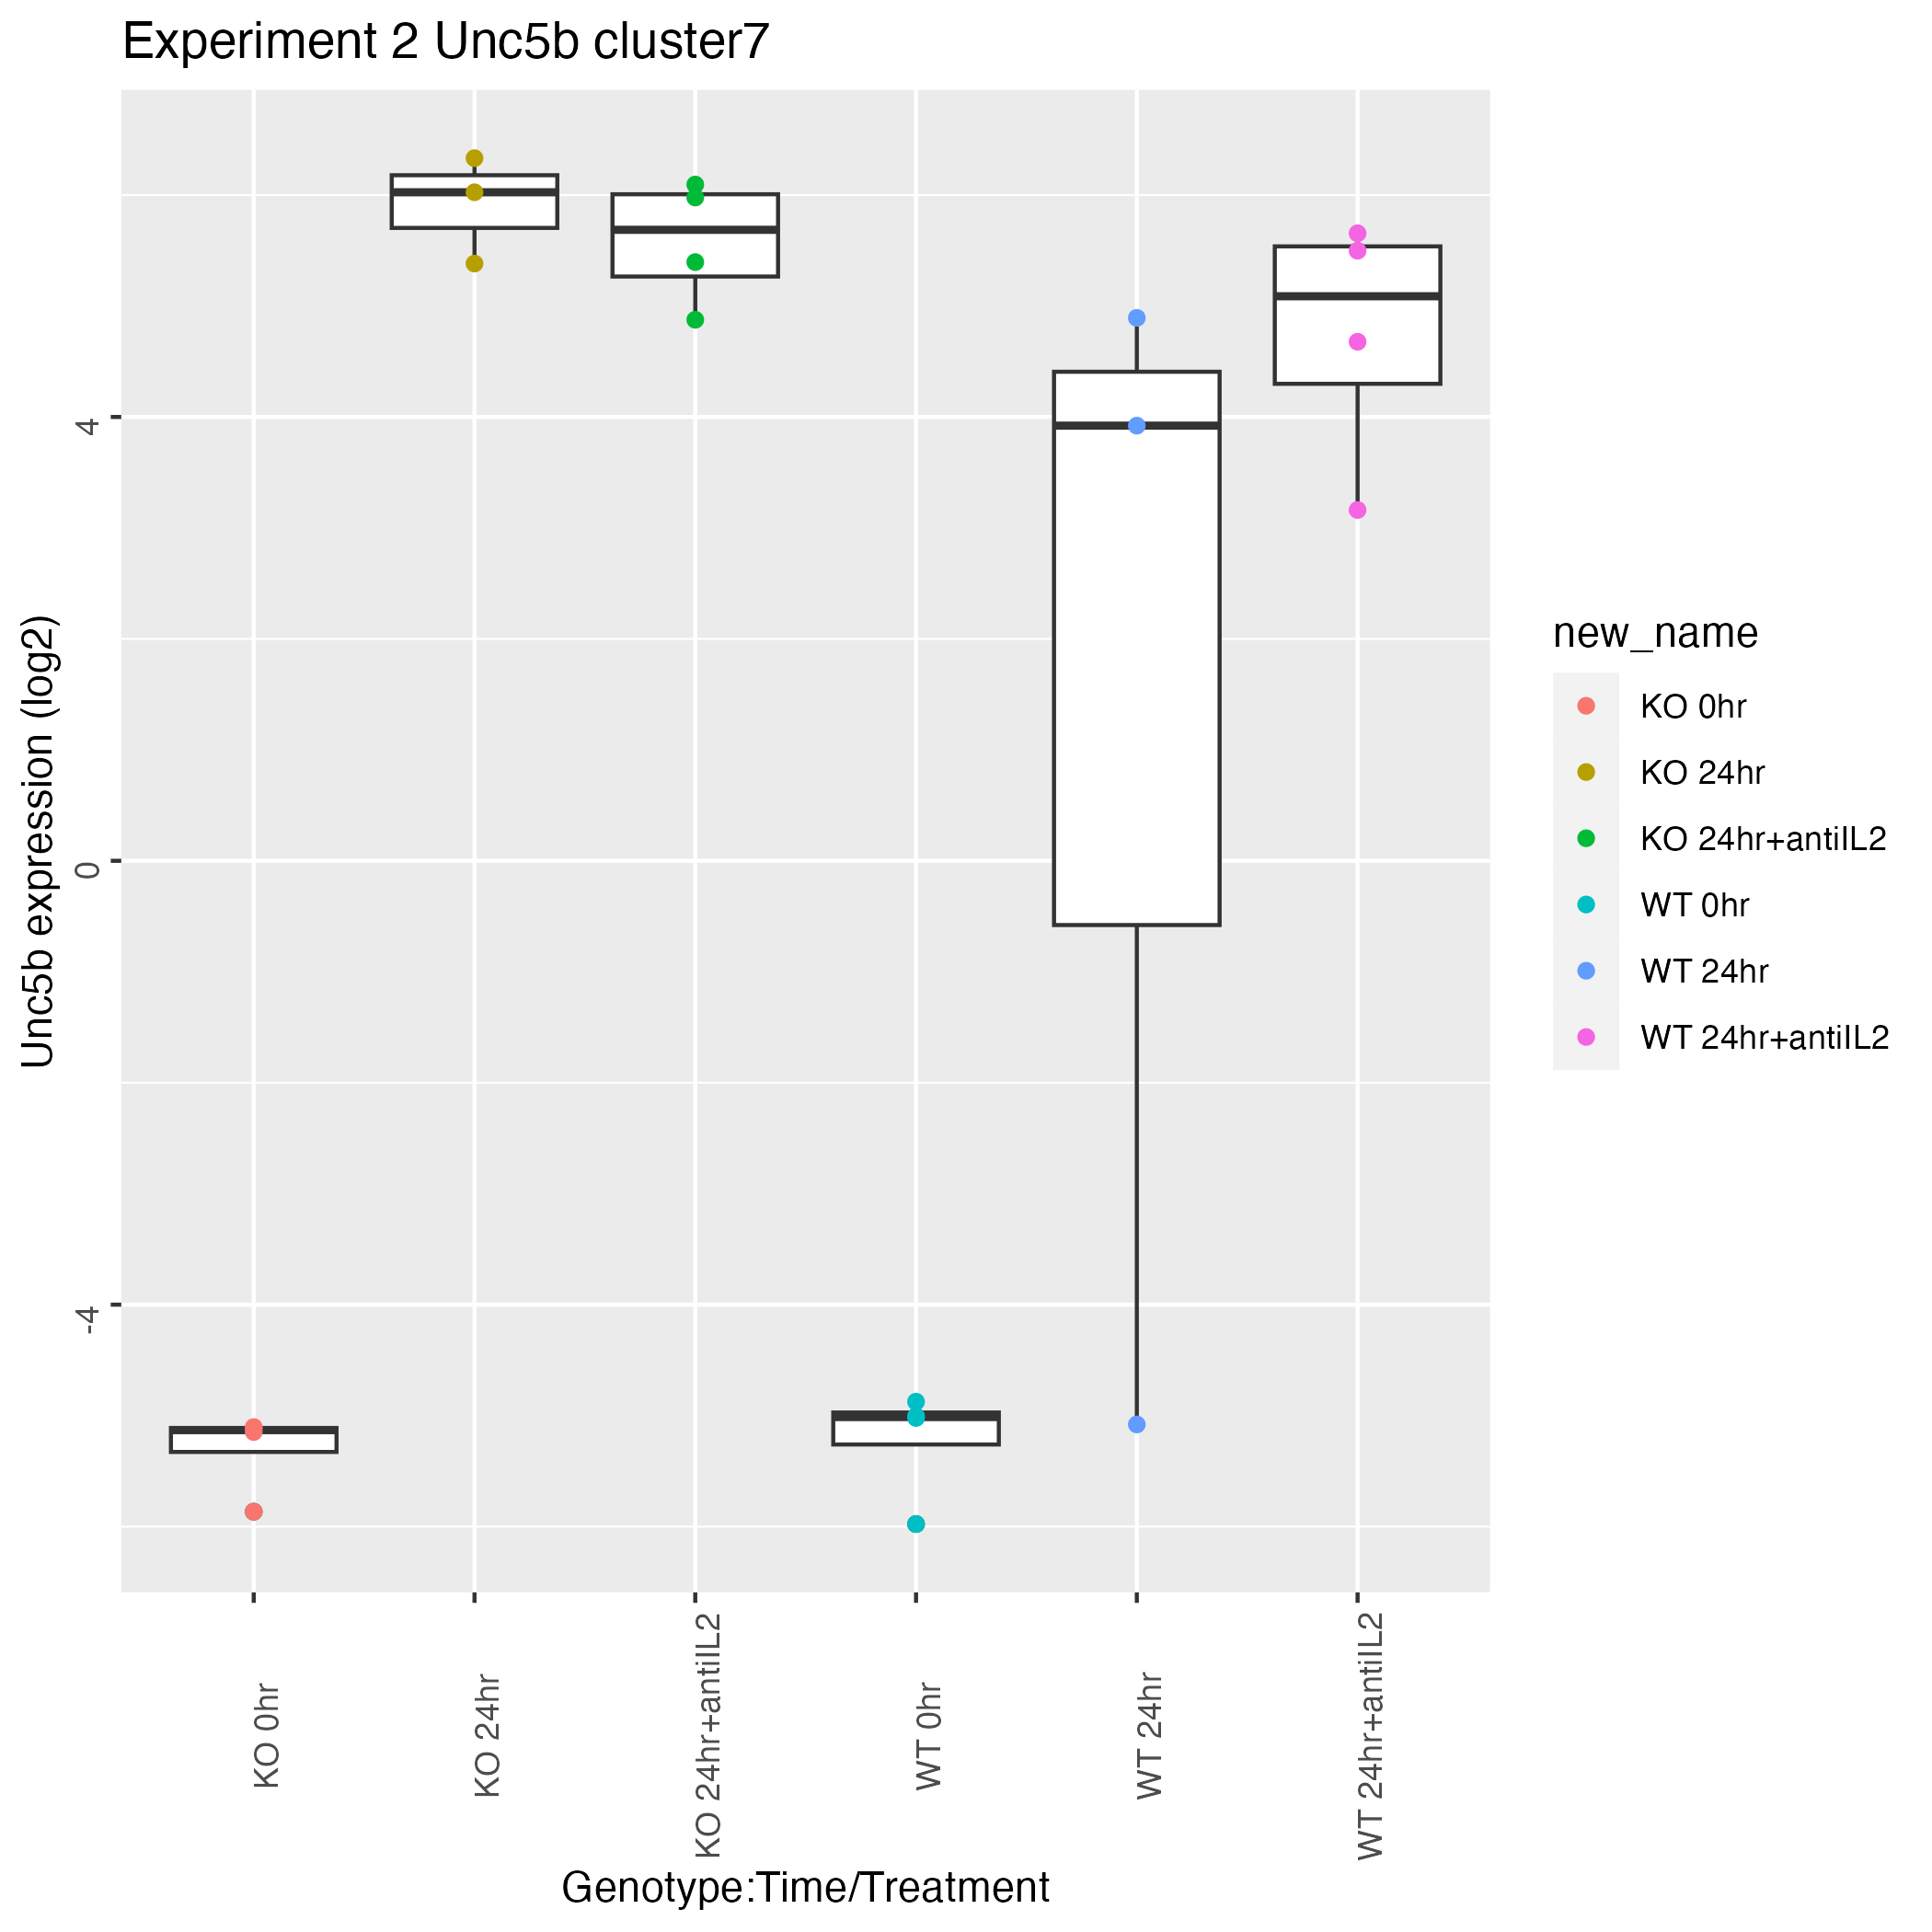 Experiment 2 Unc5b cluster7
Unc5b expression (log2)
4
0
-4
KO 0hr
KO 24hr
KO 24hr+antiIL2
WT 0hr
WT 24hr
WT 24hr+antiIL2
Genotype:Time/Treatment
new_name
KO 0hr
KO 24hr
KO 24hr+antiIL2
WT 0hr
WT 24hr
WT 24hr+antiIL2